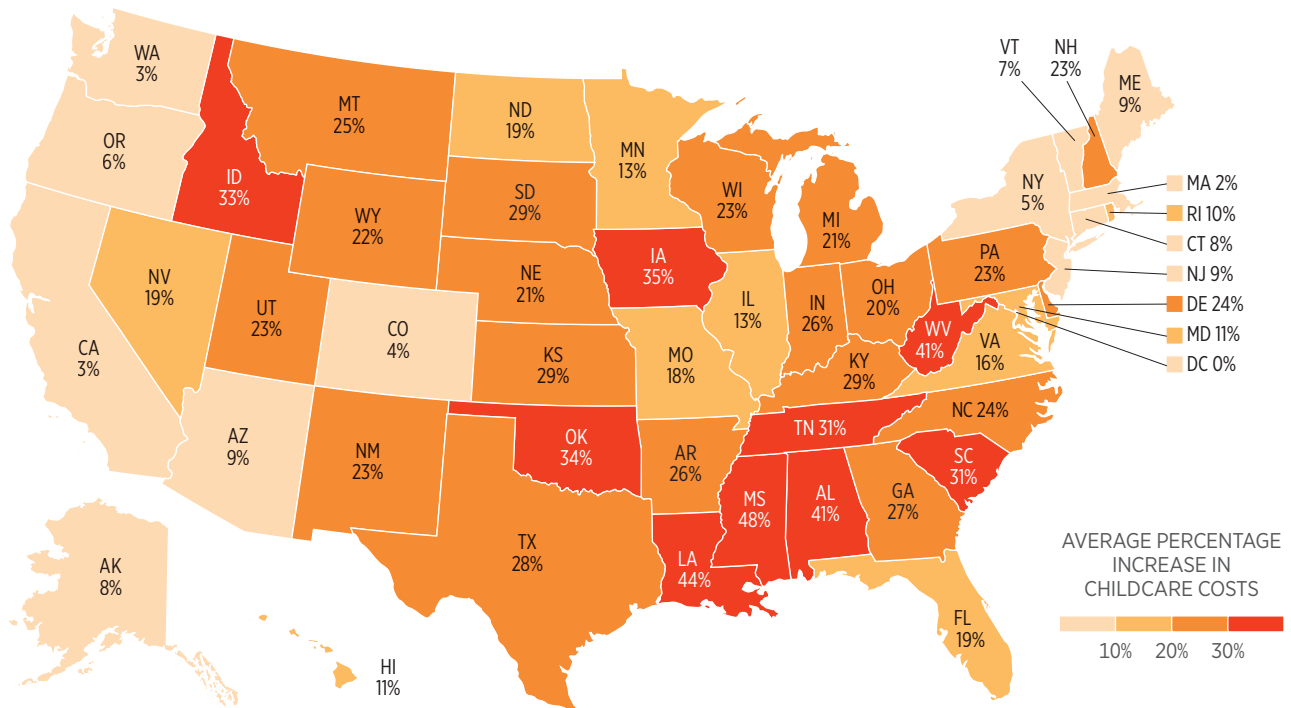 WA
3%
OR
6%
CA
3%
ID
33%
NV
19%
MT
25%
WY
22%
UT
23%
AZ
9%
CO
4%
NM
23%
ND
19%
SD
29%
NE
21%
KS
29%
OK
34%
TX
28%
MN
13%
IA
35%
MO
18%
AR
26%
LA
44%
WI
23%
IL
13%
MI
21%
IN
26%
OH
20%
KY
29%
TN 31%
MS
48%
AL
41%
GA
27%
FL
19%
SC
31%
NC 24%
VA
16%
WV
41%
PA
23%
NY
5%
VT
7%
NH
23%
ME
9%
MA 2%
RI 10%
CT 8%
NJ 9%
DE 24%
MD 11%
DC 0%
AK
8%
HI
11%
AVERAGE PERCENTAGE
INCREASE IN
CHILDCARE COSTS
10% 20% 30%